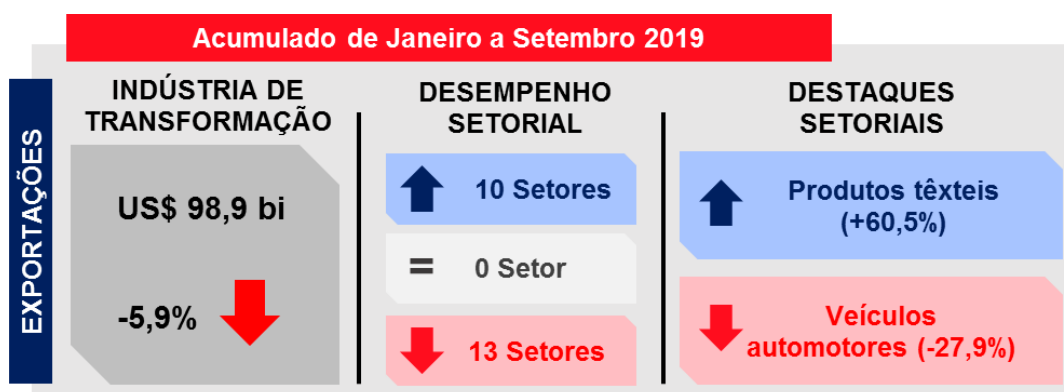 Acumulado de Janeiro a Setembro 2019
EXPORTAÇÕES
INDÚSTRIA DE
TRANSFORMAÇÃO
US$ 98,9 bi
-5,9%
DESEMPENHO
SETORIAL
10 Setores
= 0 Setor
13 Setores
DESTAQUES
SETORIAIS
Produtos têxteis
(+60,5%)
Veículos
automotores (-27,9%)